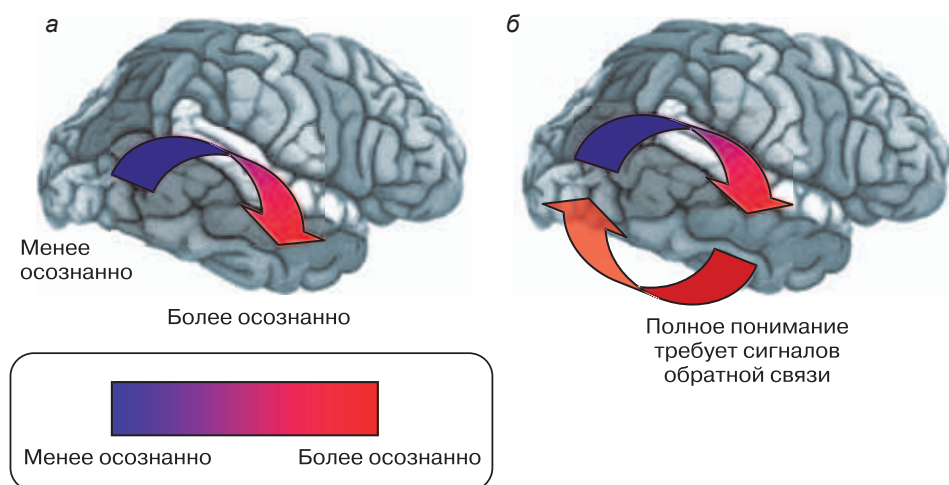 а
б
Менее
осознанно
Более осознанно
Полное понимание
требует сигналов
обратной связи
Менее осознанно
Более осознанно